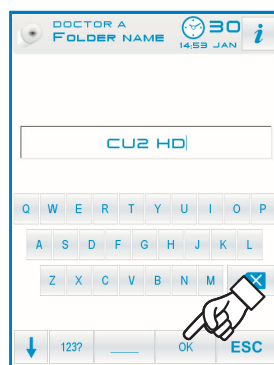 DOCTOR A
FOLDER NAME
30
14:53 JAN
i
CU2 HD
Q W E R T Y U I O P
A S D F G H J K L
Z X C V B N M
123? OK ESC